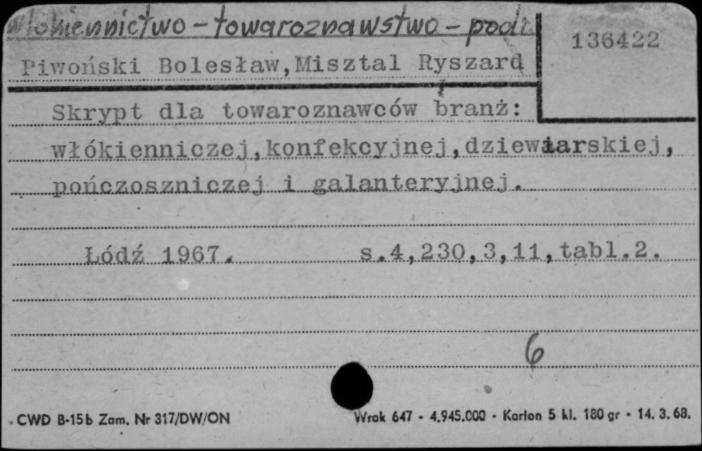 Włókiennictwo - towaroznawstwo - podr.
136422
Piwoński Bolesław, Misztal Ryszard
Skrypt dla towaroznawców branż:
włókienniczej, konfekcyjnej, dziewiarskiej,
pończoszniczej i galanteryjnej.
Łódź 1967. s.4,230,3,11,tabl.2.
6
CWD B-15b Zam. Nr 317/DW/ON Wrak 647 - 4.945.000 - Karton 5 kl. 180 gr - 14. 3. 68.